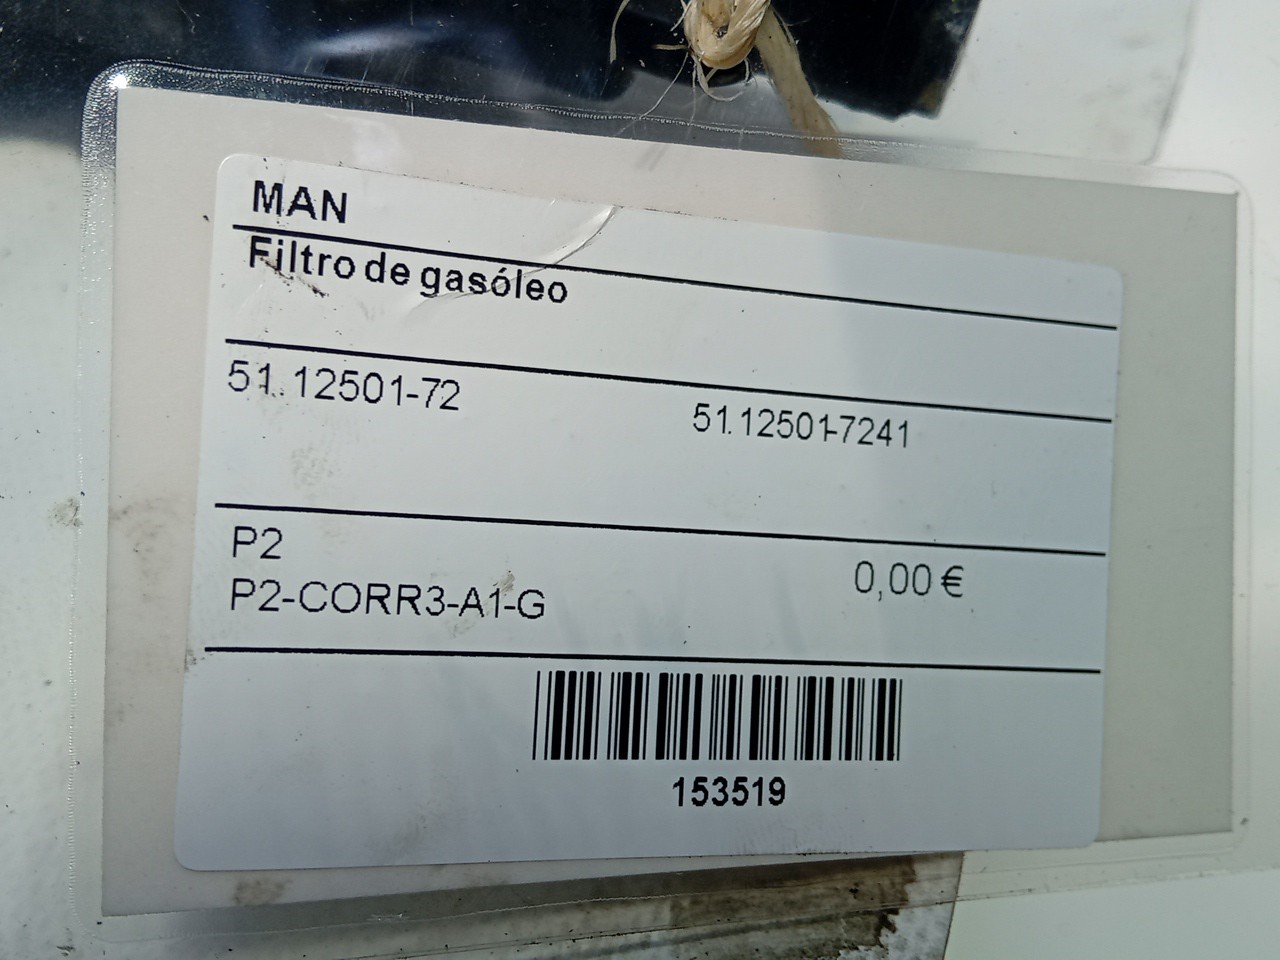 MAN
Filtro de gasóleo
51.12501-72 51.12501-7241
P2
P2-CORR3-A1-G 0,00 €
153519